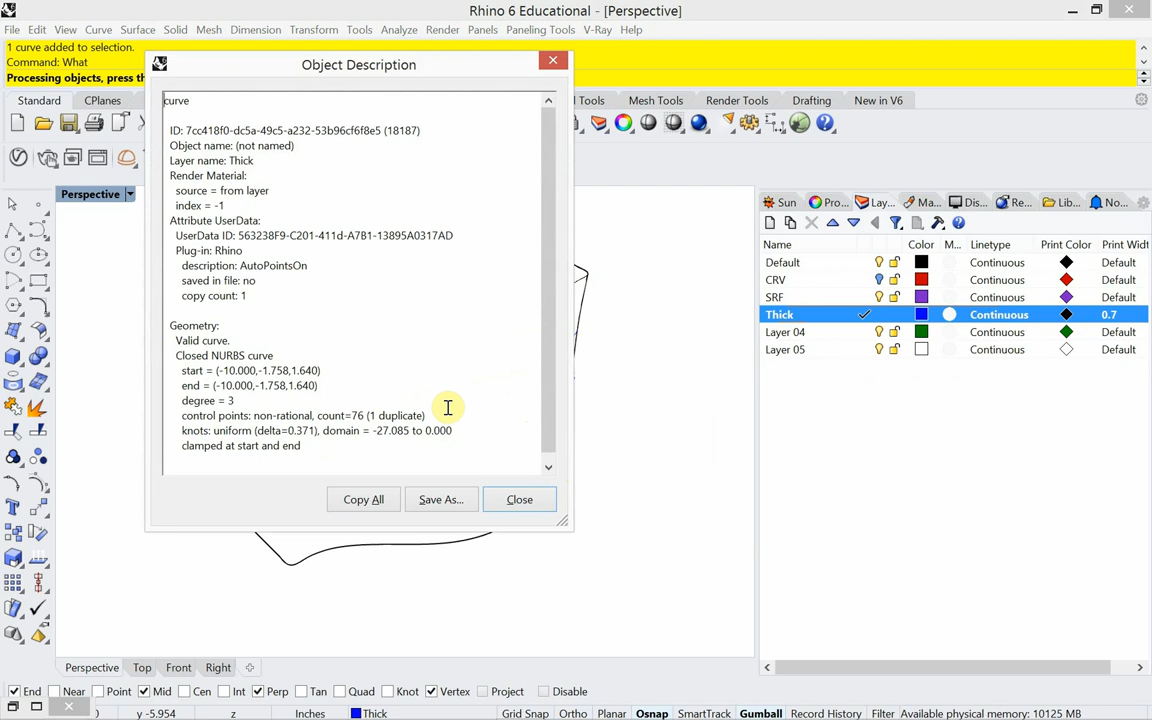 Rhino 6 Educational - [Perspective]
File Edit View Curve Surface Solid Mesh Dimension Transform Tools Analyze Render Panels Paneling Tools V-Ray Help
1 curve added to selection.
Command: What
Processing objects, press th
Standard CPlanes Tools Mesh Tools Render Tools Drafting New in V6
Object Description
curve
ID: 7cc418f0-dc5a-49c5-a232-53b96cf6f8e5 (18187)
Object name: (not named)
Layer name: Thick
Render Material:
source = from layer
index = -1
Attribute UserData:
UserData ID: 563238F9-C201-411d-A7B1-13895A0317AD
Plug-in: Rhino
description: AutoPointsOn
saved in file: no
copy count: 1
Geometry:
Valid curve.
Closed NURBS curve
start = (-10.000,-1.758,1.640)
end = (-10.000,-1.758,1.640)
degree = 3
control points: non-rational, count=76 (1 duplicate)
knots: uniform (delta=0.371), domain = -27.085 to 0.000
clamped at start and end
Copy All Save As... Close
Perspective
Sun Pro... Lay... Ma... Dis... Re... Lib... No...
Name Color M... Linetype Print Color Print Widt
Default Continuous Default
CRV Continuous Default
SRF Continuous Default
Thick Continuous 0.7
Layer 04 Continuous Default
Layer 05 Continuous Default
Perspective Top Front Right
End Near Point Mid Cen Int Perp Tan Quad Knot Vertex Project Disable
0 y -5.954 z Inches Thick Grid Snap Ortho Planar Osnap SmartTrack Gumball Record History Filter Available physical memory: 10125 MB